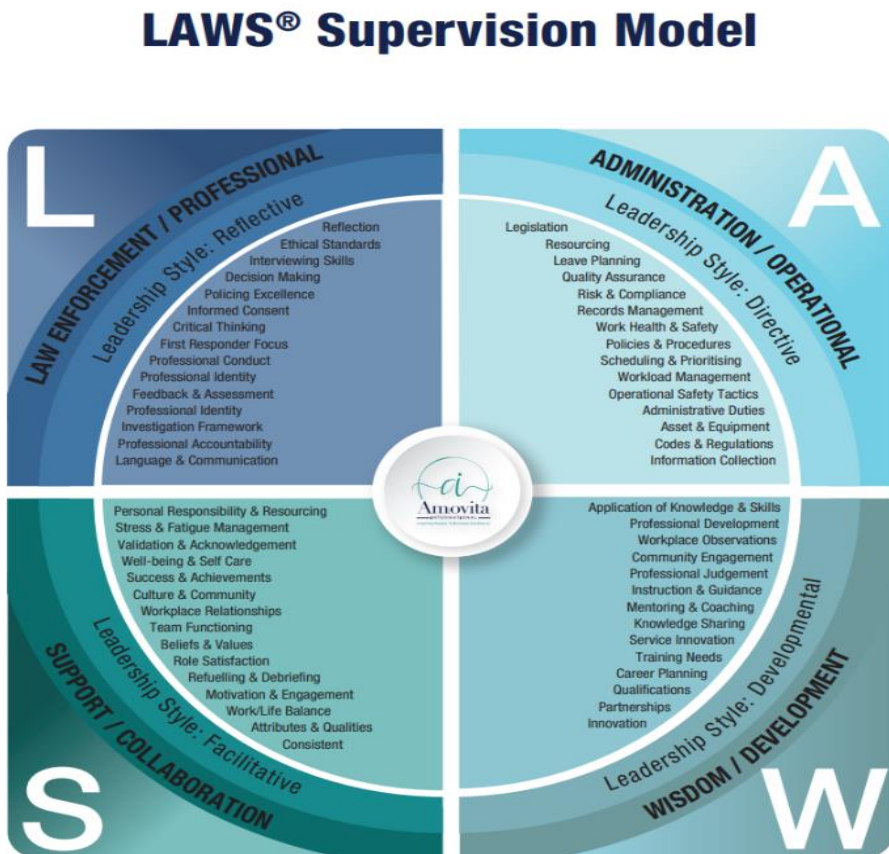 LAWS® Supervision Model
L
LAW ENFORCEMENT / PROFESSIONAL
Leadership Style: Reflective
Reflection
Ethical Standards
Interviewing Skills
Decision Making
Policing Excellence
Informed Consent
Critical Thinking
First Responder Focus
Professional Conduct
Professional Identity
Feedback & Assessment
Professional Identity
Investigation Framework
Professional Accountability
Language & Communication
A
ADMINISTRATION / OPERATIONAL
Leadership Style: Directive
Legislation
Resourcing
Leave Planning
Quality Assurance
Risk & Compliance
Records Management
Work Health & Safety
Policies & Procedures
Scheduling & Prioritising
Workload Management
Operational Safety Tactics
Administrative Duties
Asset & Equipment
Codes & Regulations
Information Collection
Amovita
S
SUPPORT / COLLABORATION
Leadership Style: Facilitative
Personal Responsibility & Resourcing
Stress & Fatigue Management
Validation & Acknowledgement
Well-being & Self Care
Success & Achievements
Culture & Community
Workplace Relationships
Team Functioning
Beliefs & Values
Role Satisfaction
Refuelling & Debriefing
Motivation & Engagement
Work/Life Balance
Attributes & Qualities
Consistent
W
WISDOM / DEVELOPMENT
Leadership Style: Developmental
Application of Knowledge & Skills
Professional Development
Workplace Observations
Community Engagement
Professional Judgement
Instruction & Guidance
Mentoring & Coaching
Knowledge Sharing
Service Innovation
Training Needs
Career Planning
Qualifications
Partnerships
Innovation